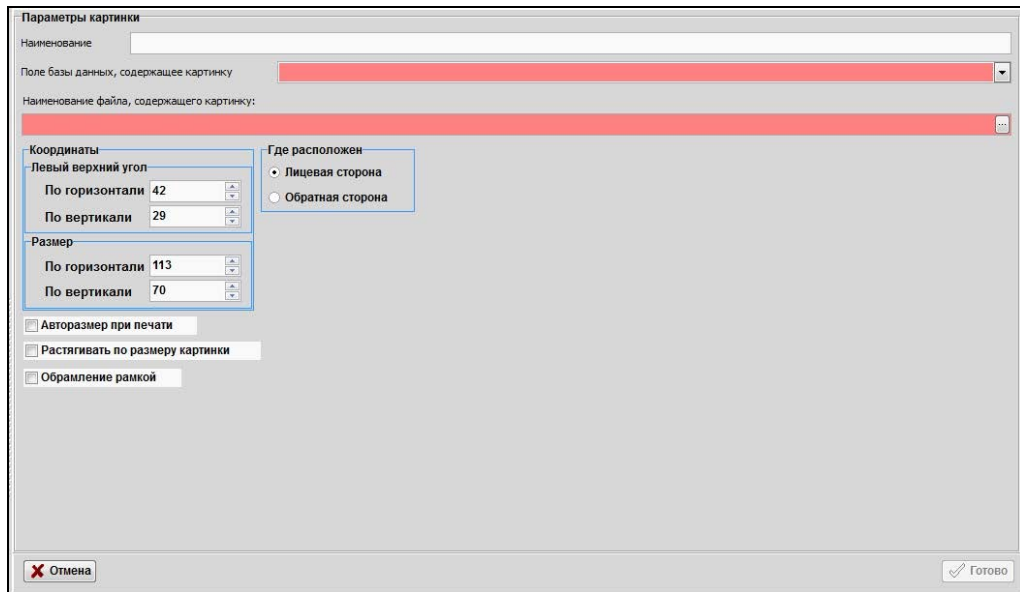 Параметры картинки
Наименование
Поле базы данных, содержащее картинку
Наименование файла, содержащего картинку:
...
Координаты
Левый верхний угол
По горизонтали 42
По вертикали 29
Размер
По горизонтали 113
По вертикали 70
Где расположен
Лицевая сторона
Обратная сторона
Авторазмер при печати
Растягивать по размеру картинки
Обрамление рамкой
Отмена
Готово